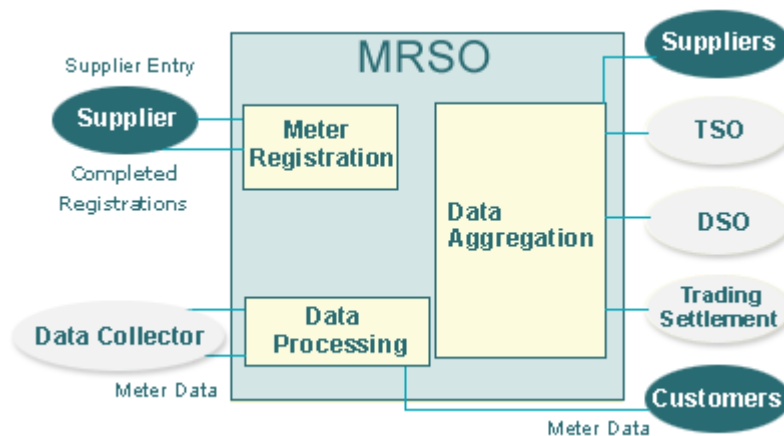 MRSO
Suppliers
Supplier Entry
Supplier
Meter
Registration
TSO
Completed
Registrations
Data
Aggregation
DSO
Data Collector
Data
Processing
Trading
Settlement
Meter Data
Customers
Meter Data